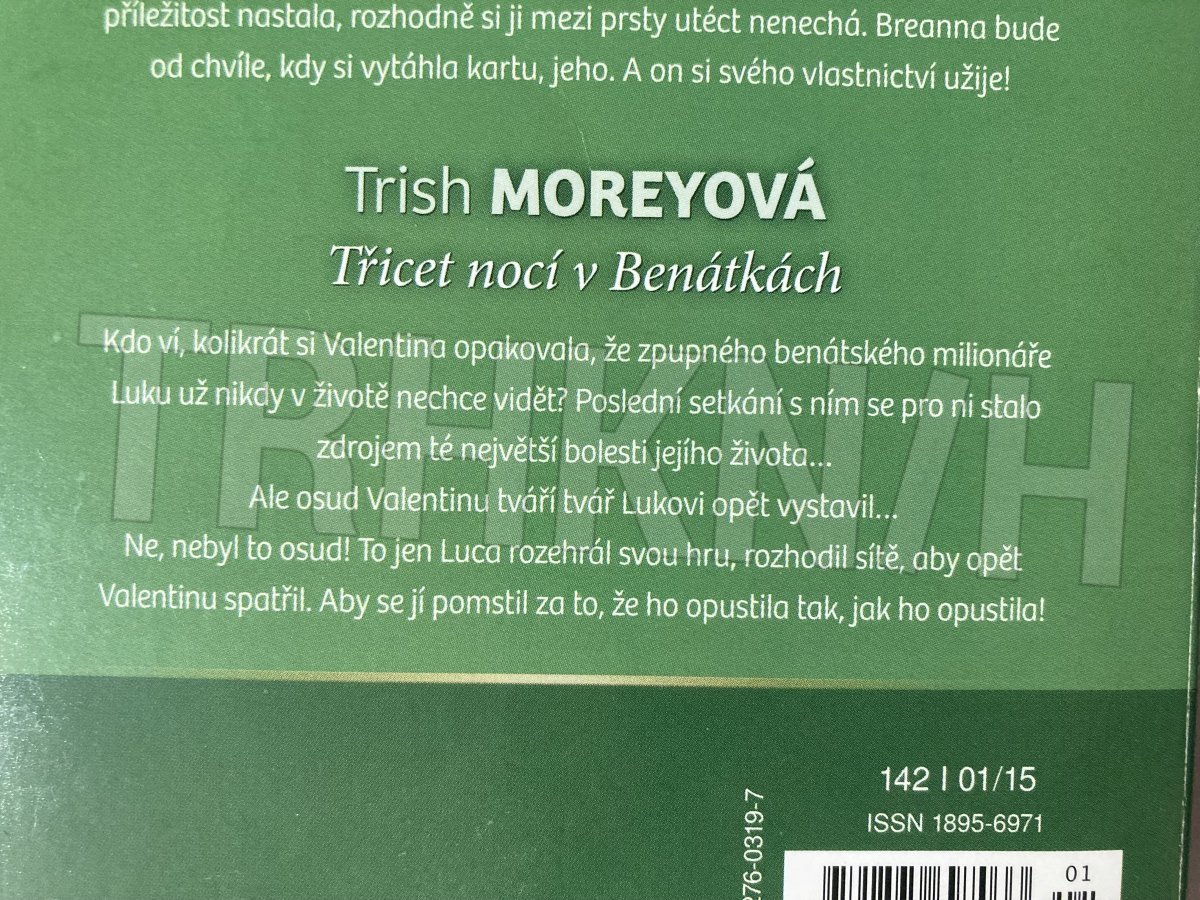 příležitost nastala, rozhodně si ji mezi prsty utéct nenechá. Breanna bude
od chvíle, kdy si vytáhla kartu, jeho. A on si svého vlastnictví užije!
Trish MOREYOVÁ
Třicet nocí v Benátkách
Kdo ví, kolikrát si Valentina opakovala, že zpupného benátského milionáře
Luku už nikdy v životě nechce vidět? Poslední setkání s ním se pro ni stalo
zdrojem té největší bolesti jejího života...
Ale osud Valentinu tváří tvář Lukovi opět vystavil...
Ne, nebyl to osud! To jen Luca rozehrál svou hru, rozhodil sítě, aby opět
Valentinu spatřil. Aby se jí pomstil za to, že ho opustila tak, jak ho opustila!
TRHKN/H
142 | 01/15
ISSN 1895-6971
276-0319-7
01